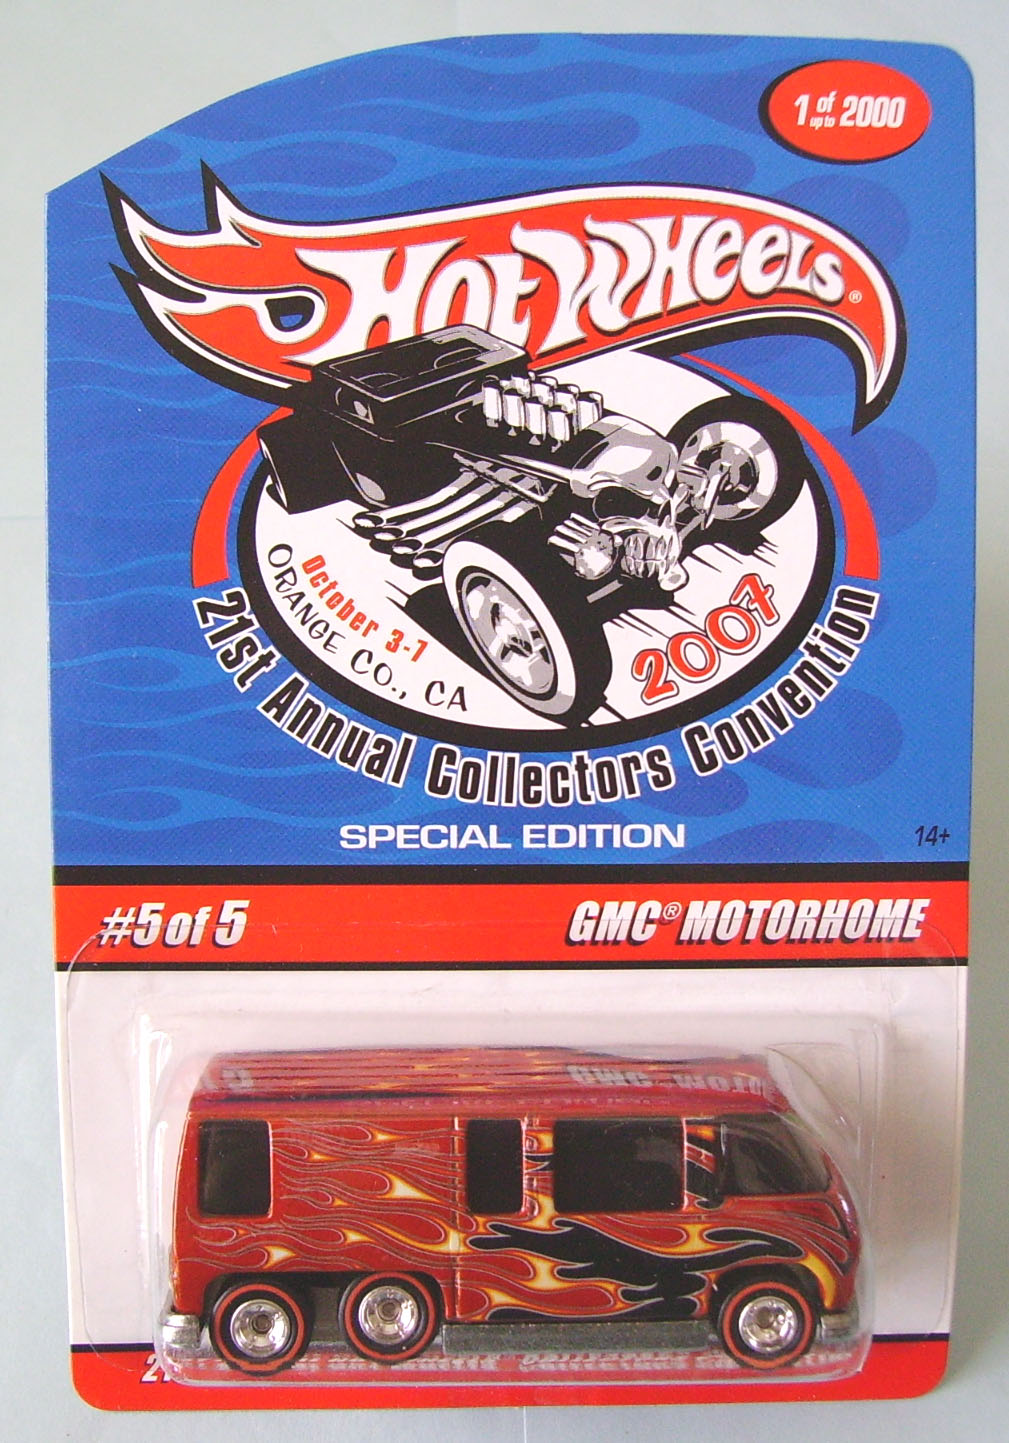 1 of up to 2000
HOT WHEELS®
October 3-7
ORANGE CO., CA
2007
21st Annual Collectors Convention
SPECIAL EDITION
14+
#5 of 5
GMC® MOTORHOME